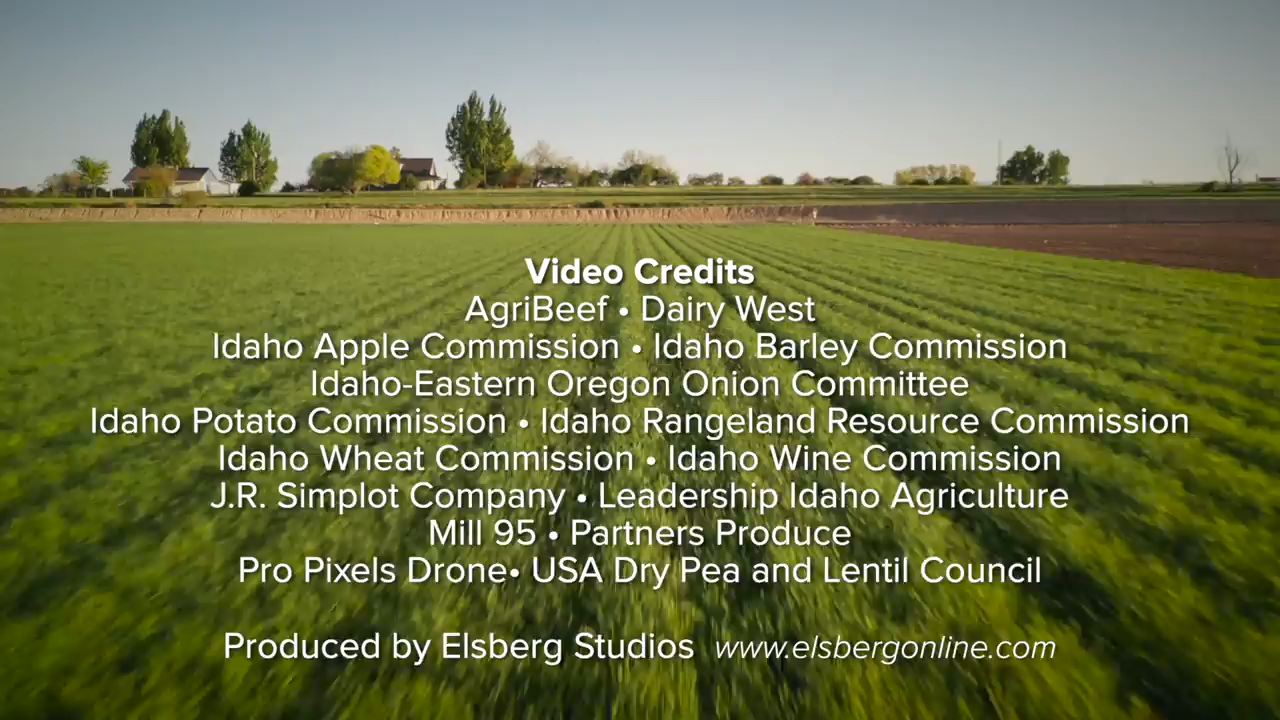 Video Credits
AgriBeef • Dairy West
Idaho Apple Commission • Idaho Barley Commission
Idaho-Eastern Oregon Onion Committee
Idaho Potato Commission • Idaho Rangeland Resource Commission
Idaho Wheat Commission • Idaho Wine Commission
J.R. Simplot Company • Leadership Idaho Agriculture
Mill 95 • Partners Produce
Pro Pixels Drone• USA Dry Pea and Lentil Council
Produced by Elsberg Studios www.elsbergonline.com